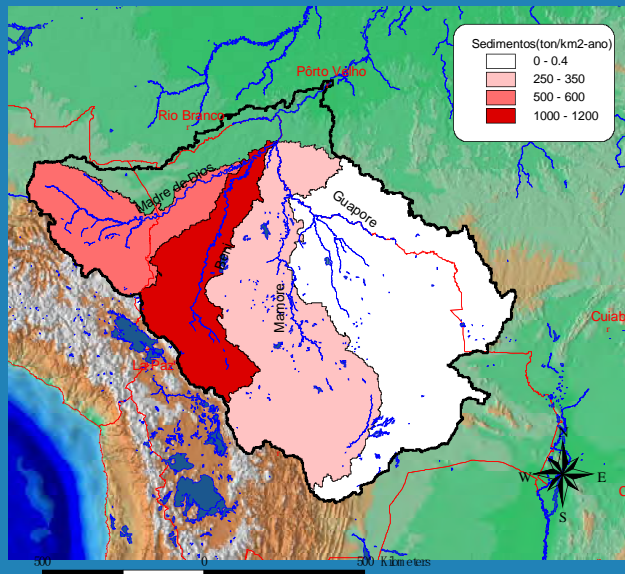 Sedimentos(ton/km2-ano)
0 - 0.4
250 - 350
500 - 600
1000 - 1200
Pôrto Velho
Rio Branco
Madre de Dios
Guapore
Beni
Mamore
Cuiab
La Paz
N
W E
S
500 0 500 Kilometers